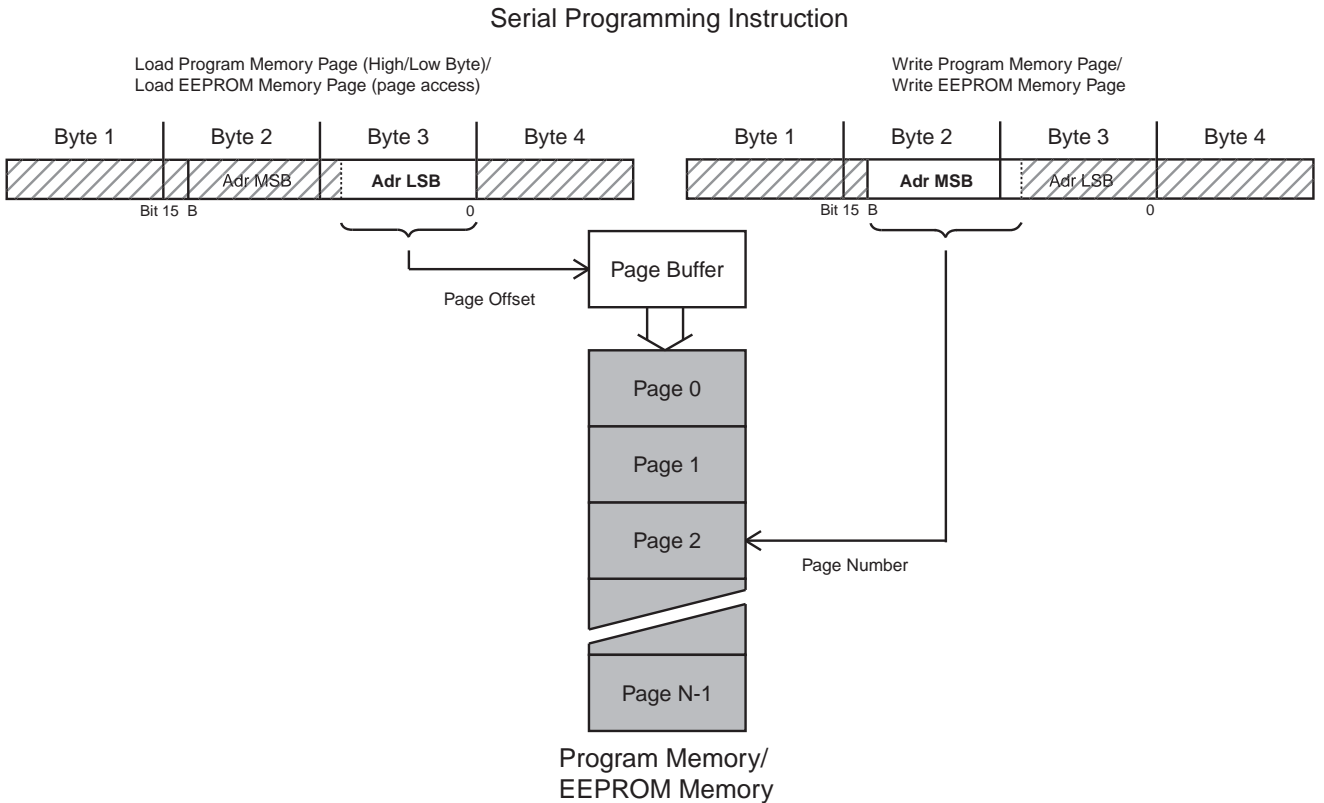 Serial Programming Instruction
Load Program Memory Page (High/Low Byte)/
Load EEPROM Memory Page (page access)
Write Program Memory Page/
Write EEPROM Memory Page
Byte 1 Byte 2 Byte 3 Byte 4
Byte 1 Byte 2 Byte 3 Byte 4
Adr MSB Adr LSB
Adr MSB Adr LSB
Bit 15 B 0
Bit 15 B 0
Page Buffer
Page Offset
Page 0
Page 1
Page 2
Page Number
Page N-1
Program Memory/
EEPROM Memory